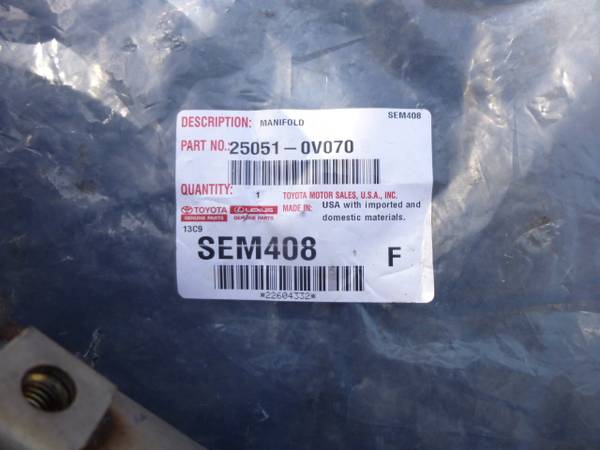 DESCRIPTION: MANIFOLD SEM408
PART NO.: 25051-0V070
QUANTITY: 1 TOYOTA MOTOR SALES, U.S.A., INC.
TOYOTA GENUINE PARTS LEXUS GENUINE PARTS MADE IN: USA with imported and
domestic materials.
13C9
SEM408 F
*22604332*